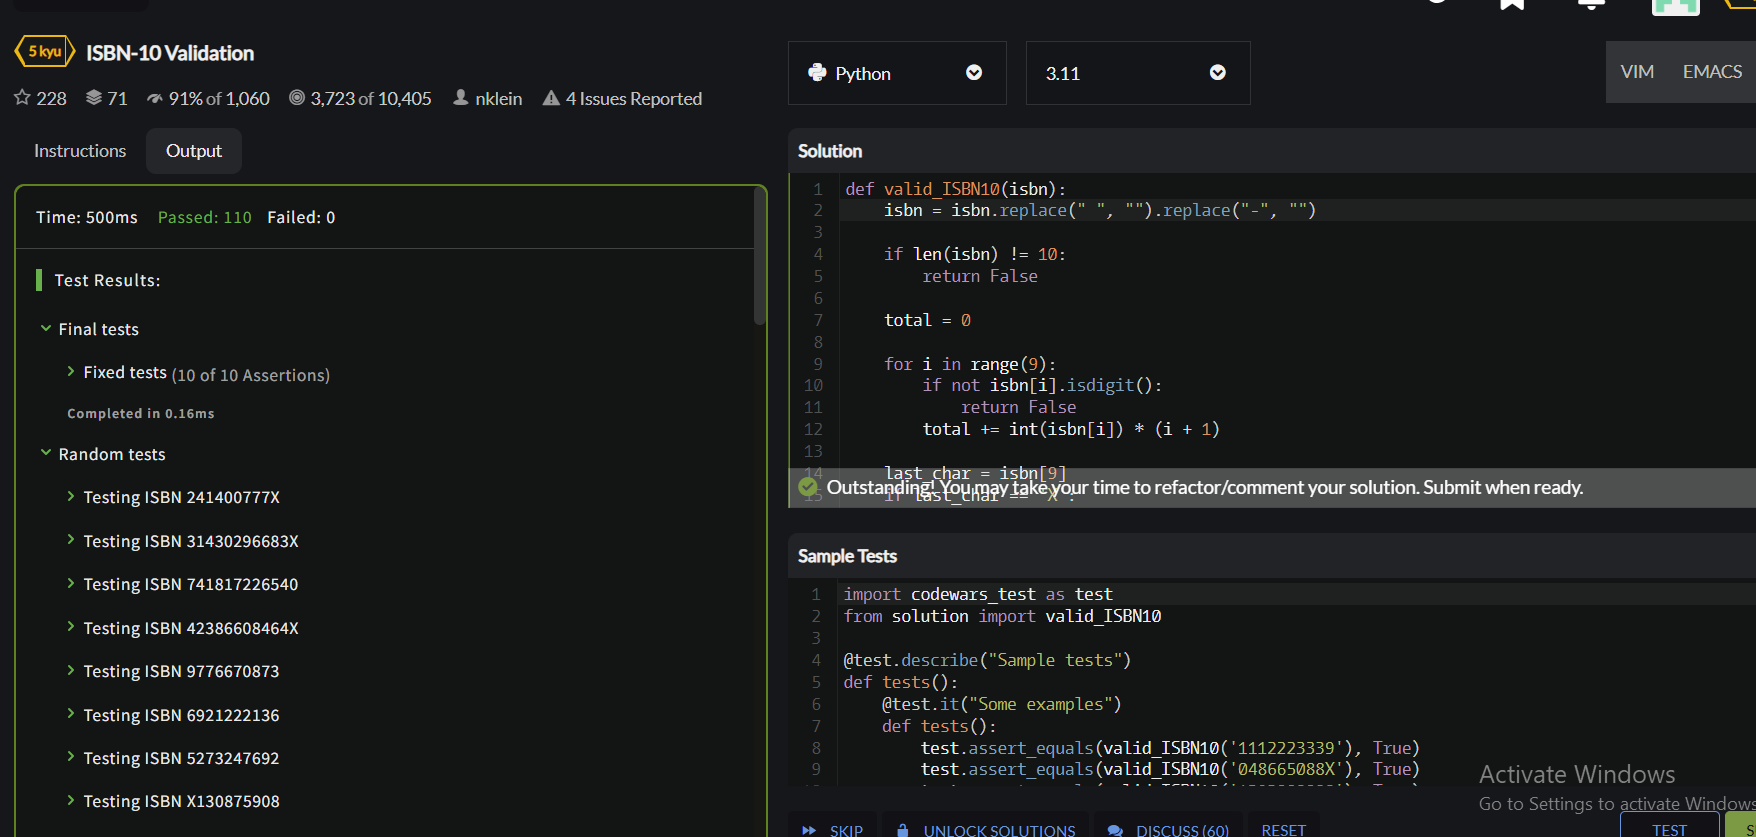 5 kyu ISBN-10 Validation
228 71 91% of 1,060 3,723 of 10,405 nklein 4 Issues Reported
Instructions Output
Time: 500ms Passed: 110 Failed: 0
Test Results:
Final tests
Fixed tests (10 of 10 Assertions)
Completed in 0.16ms
Random tests
Testing ISBN 241400777X
Testing ISBN 31430296683X
Testing ISBN 741817226540
Testing ISBN 42386608464X
Testing ISBN 9776670873
Testing ISBN 6921222136
Testing ISBN 5273247692
Testing ISBN X130875908
Python 3.11 VIM EMACS
Solution
1 def valid_ISBN10(isbn):
2 isbn = isbn.replace(" ", "").replace("-", "")
3
4 if len(isbn) != 10:
5 return False
6
7 total = 0
8
9 for i in range(9):
10 if not isbn[i].isdigit():
11 return False
12 total += int(isbn[i]) * (i + 1)
13
14 last_char = isbn[9]
15 if last_char == 'X':
Outstanding! You may take your time to refactor/comment your solution. Submit when ready.
Sample Tests
1 import codewars_test as test
2 from solution import valid_ISBN10
3
4 @test.describe("Sample tests")
5 def tests():
6 @test.it("Some examples")
7 def tests():
8 test.assert_equals(valid_ISBN10('1112223339'), True)
9 test.assert_equals(valid_ISBN10('048665088X'), True)
Activate Windows
Go to Settings to activate Windows
SKIP UNLOCK SOLUTIONS DISCUSS (60) RESET TEST